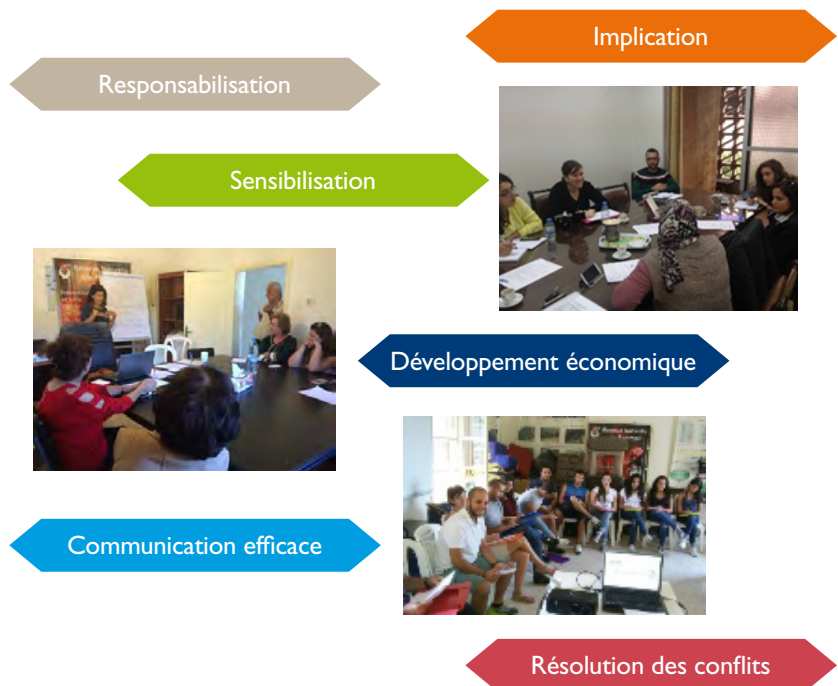 Implication
Responsabilisation
Sensibilisation
Développement économique
Communication efficace
Résolution des conflits